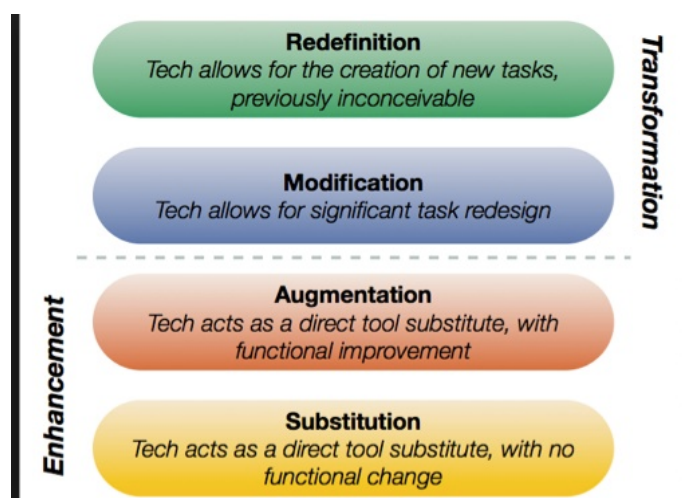 Redefinition
Tech allows for the creation of new tasks,
previously inconceivable
Transformation
Modification
Tech allows for significant task redesign
Augmentation
Tech acts as a direct tool substitute, with
functional improvement
Enhancement
Substitution
Tech acts as a direct tool substitute, with no
functional change